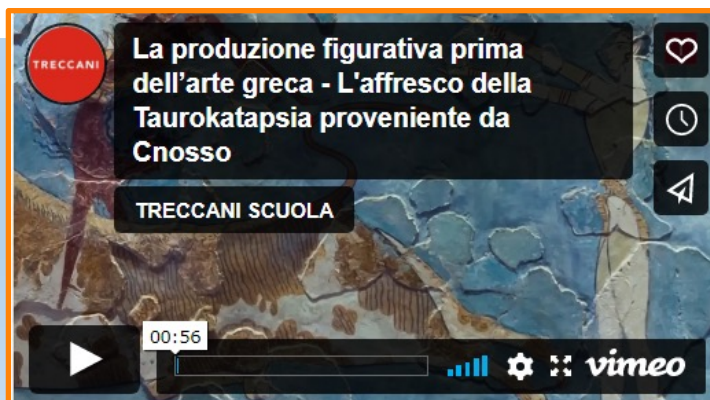 TRECCANI
La produzione figurativa prima
dell’arte greca - L'affresco della
Taurokatapsia proveniente da
Cnosso
TRECCANI SCUOLA
00:56
vimeo